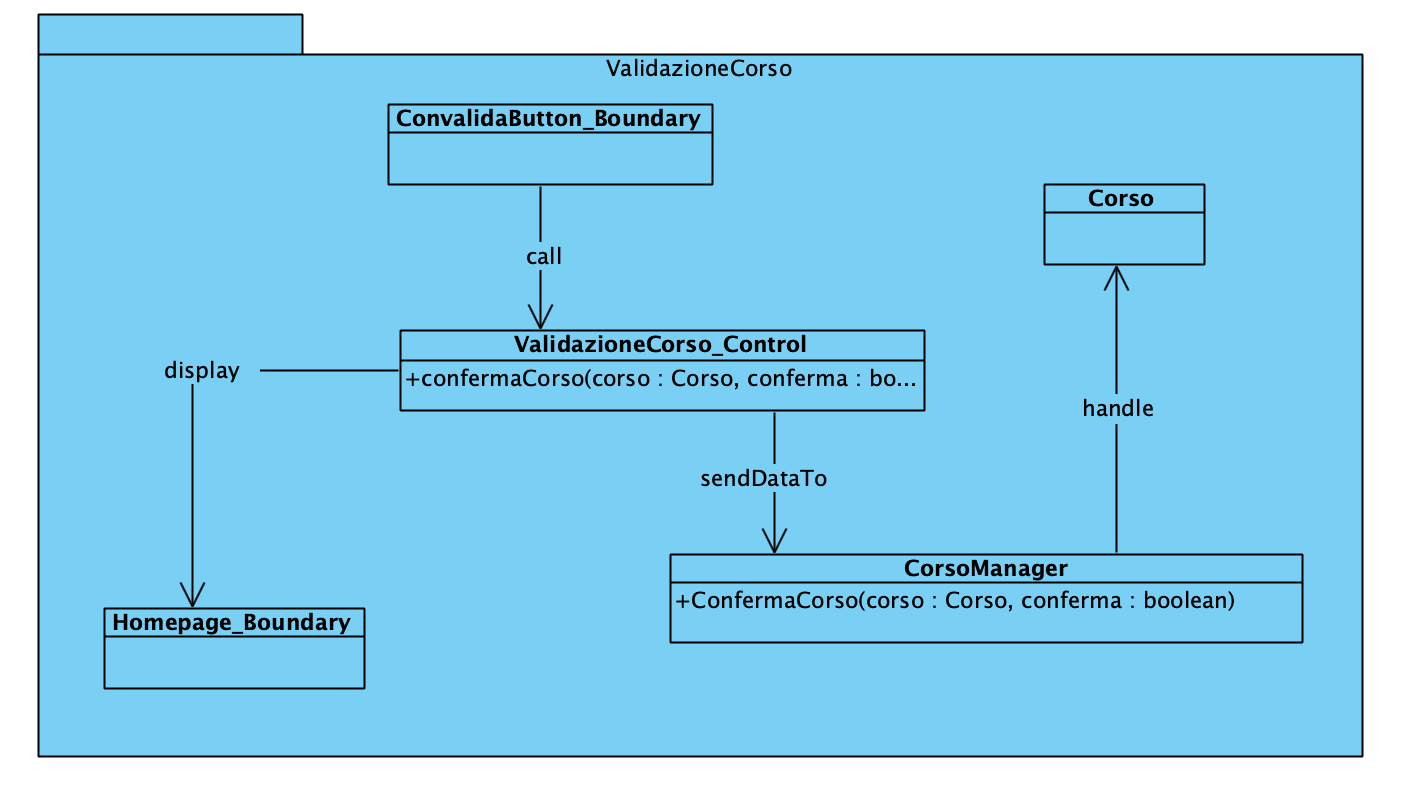 ValidazioneCorso
ConvalidaButton_Boundary
Corso
call
ValidazioneCorso_Control
+confermaCorso(corso : Corso, conferma : bo...
display
handle
sendDataTo
CorsoManager
+ConfermaCorso(corso : Corso, conferma : boolean)
Homepage_Boundary